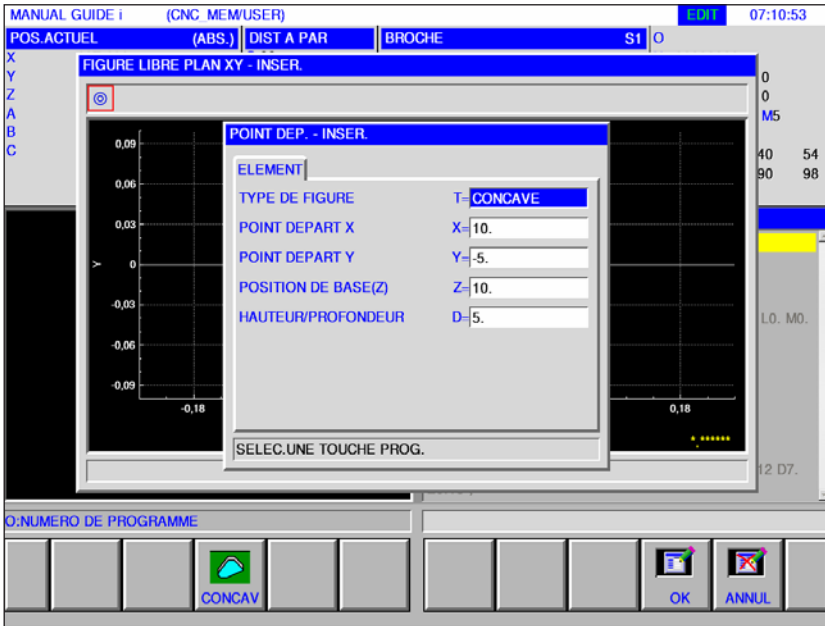 MANUAL GUIDE i (CNC_MEM/USER) EDIT 07:10:53
POS.ACTUEL (ABS.) DIST A PAR BROCHE S1 O
X
Y
Z
A
B
C
0
0
M5
40 54
90 98
FIGURE LIBRE PLAN XY - INSER.
0,09
0,06
0,03
Y 0
-0,03
-0,06
-0,09
-0,18 0,18
*.******
POINT DEP. - INSER.
ELEMENT
TYPE DE FIGURE T=CONCAVE
POINT DEPART X X=10.
POINT DEPART Y Y=-5.
POSITION DE BASE(Z) Z=10.
HAUTEUR/PROFONDEUR D=5.
SELEC.UNE TOUCHE PROG.
L0. M0.
12 D7.
O:NUMERO DE PROGRAMME
CONCAV OK ANNUL